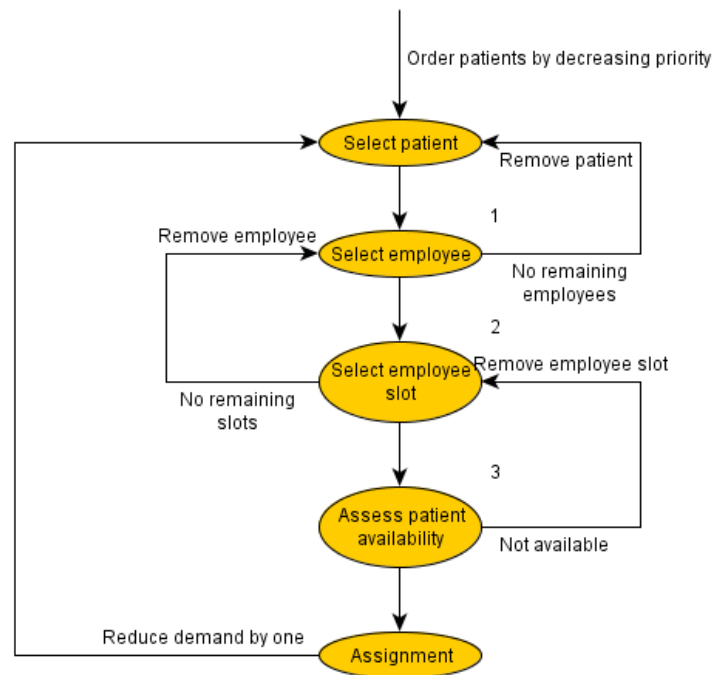 Order patients by decreasing priority
Select patient
Remove patient
1
Remove employee
Select employee
No remaining
employees
2
Remove employee slot
Select employee
slot
No remaining
slots
3
Assess patient
availability
Not available
Reduce demand by one
Assignment